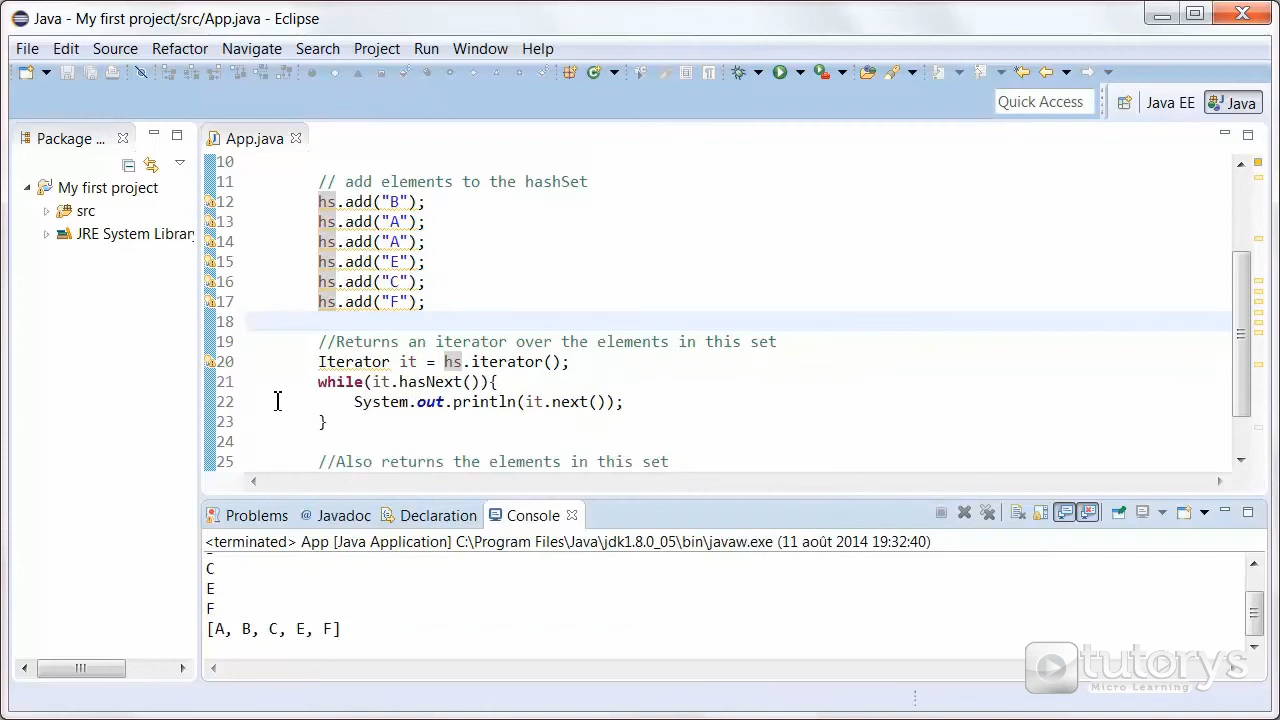 Java - My first project/src/App.java - Eclipse
File Edit Source Refactor Navigate Search Project Run Window Help
Quick Access Java EE Java
Package ... App.java
My first project
src
JRE System Library
10
11 // add elements to the hashSet
12 hs.add("B");
13 hs.add("A");
14 hs.add("A");
15 hs.add("E");
16 hs.add("C");
17 hs.add("F");
18
19 //Returns an iterator over the elements in this set
20 Iterator it = hs.iterator();
21 while(it.hasNext()){
22 System.out.println(it.next());
23 }
24
25 //Also returns the elements in this set
Problems @ Javadoc Declaration Console
<terminated> App [Java Application] C:\Program Files\Java\jdk1.8.0_05\bin\javaw.exe (11 août 2014 19:32:40)
C
E
F
[A, B, C, E, F]
tutorys
Micro Learning